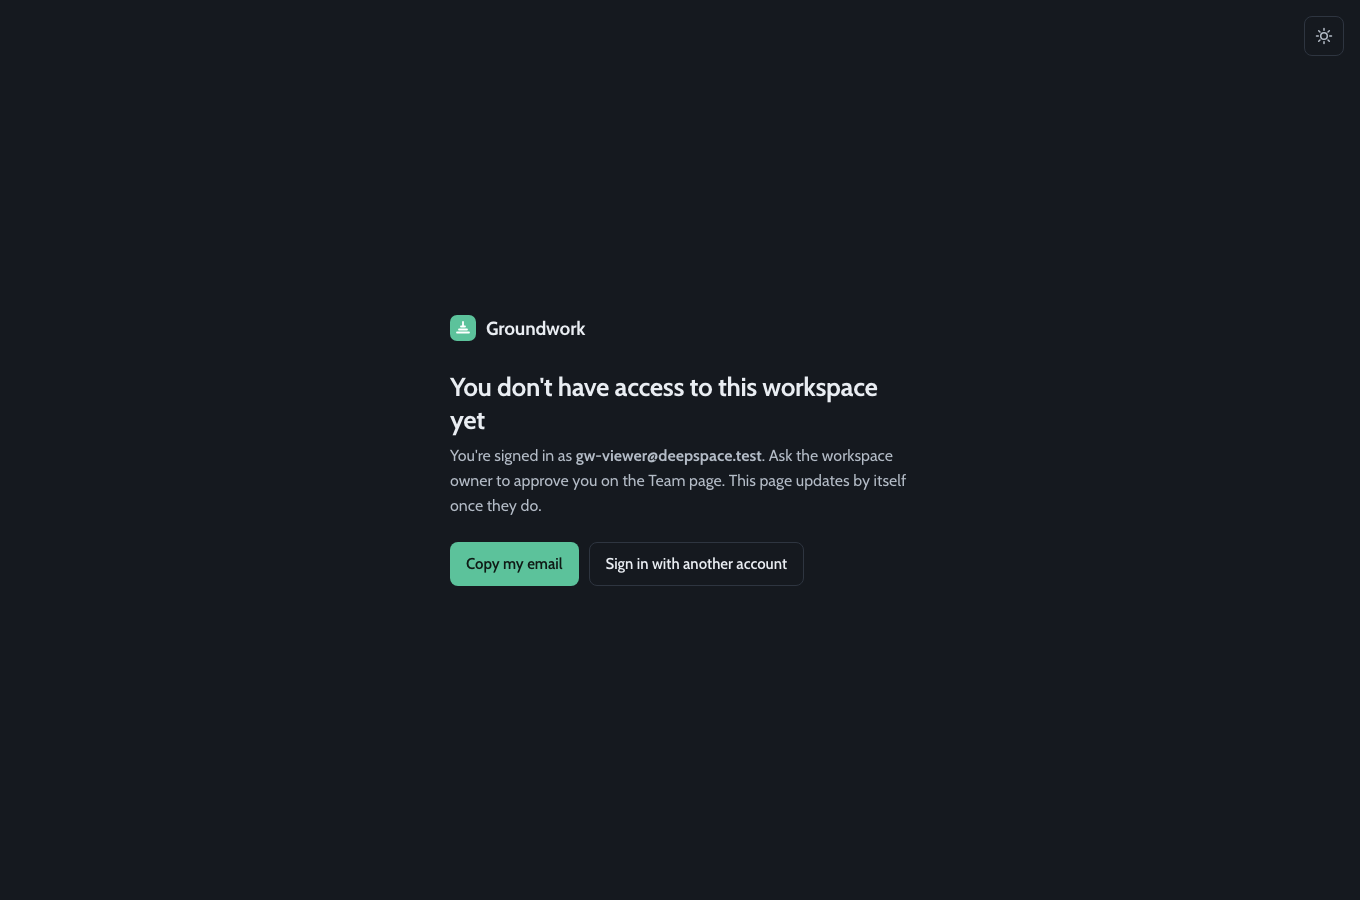 Groundwork
You don't have access to this workspace
yet
You're signed in as gw-viewer@deepspace.test. Ask the workspace
owner to approve you on the Team page. This page updates by itself
once they do.
Copy my email
Sign in with another account